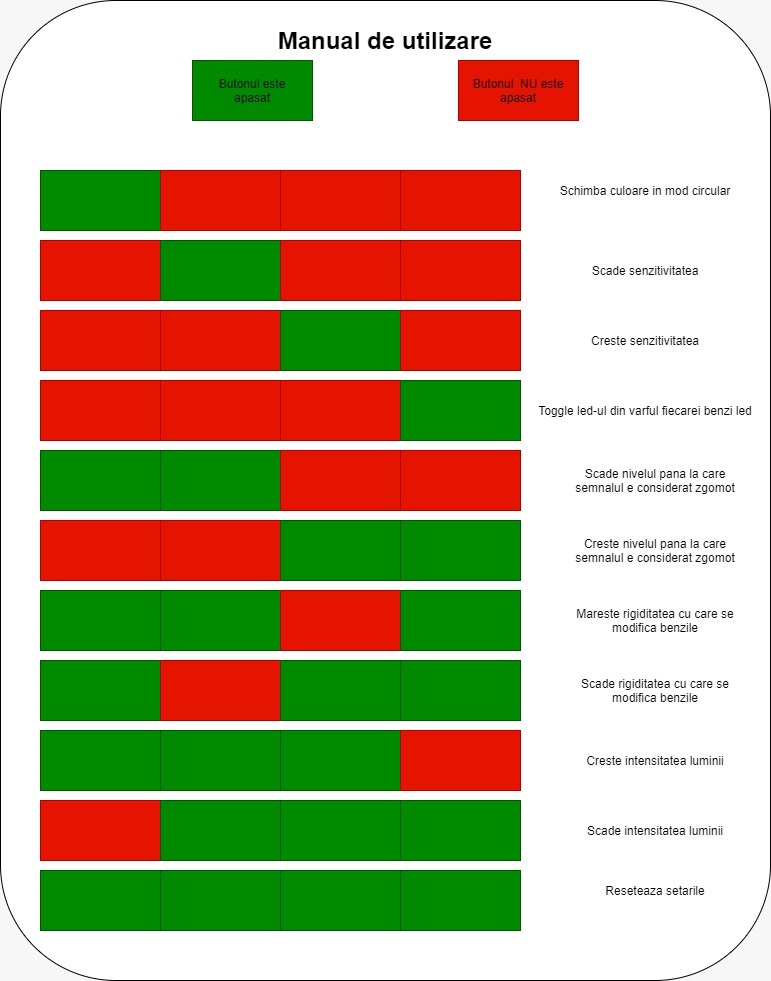 Manual de utilizare
Butonul este
apasat
Butonul  NU este
apasat
Schimba culoare in mod circular
Scade senzitivitatea
Creste senzitivitatea
Toggle led-ul din varful fiecarei benzi led
Scade nivelul pana la care
semnalul e considerat zgomot
Creste nivelul pana la care
semnalul e considerat zgomot
Mareste rigiditatea cu care se
modifica benzile
Scade rigiditatea cu care se
modifica benzile
Creste intensitatea luminii
Scade intensitatea luminii
Reseteaza setarile